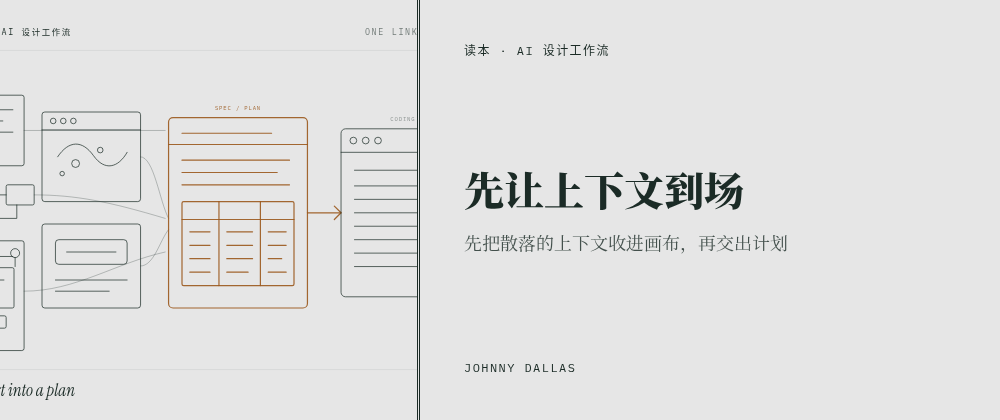 AI 设计工作流
ONE LINK
SPEC / PLAN
CODING
t into a plan
读本 · AI 设计工作流
先让上下文到场
先把散落的上下文收进画布，再交出计划
JOHNNY DALLAS